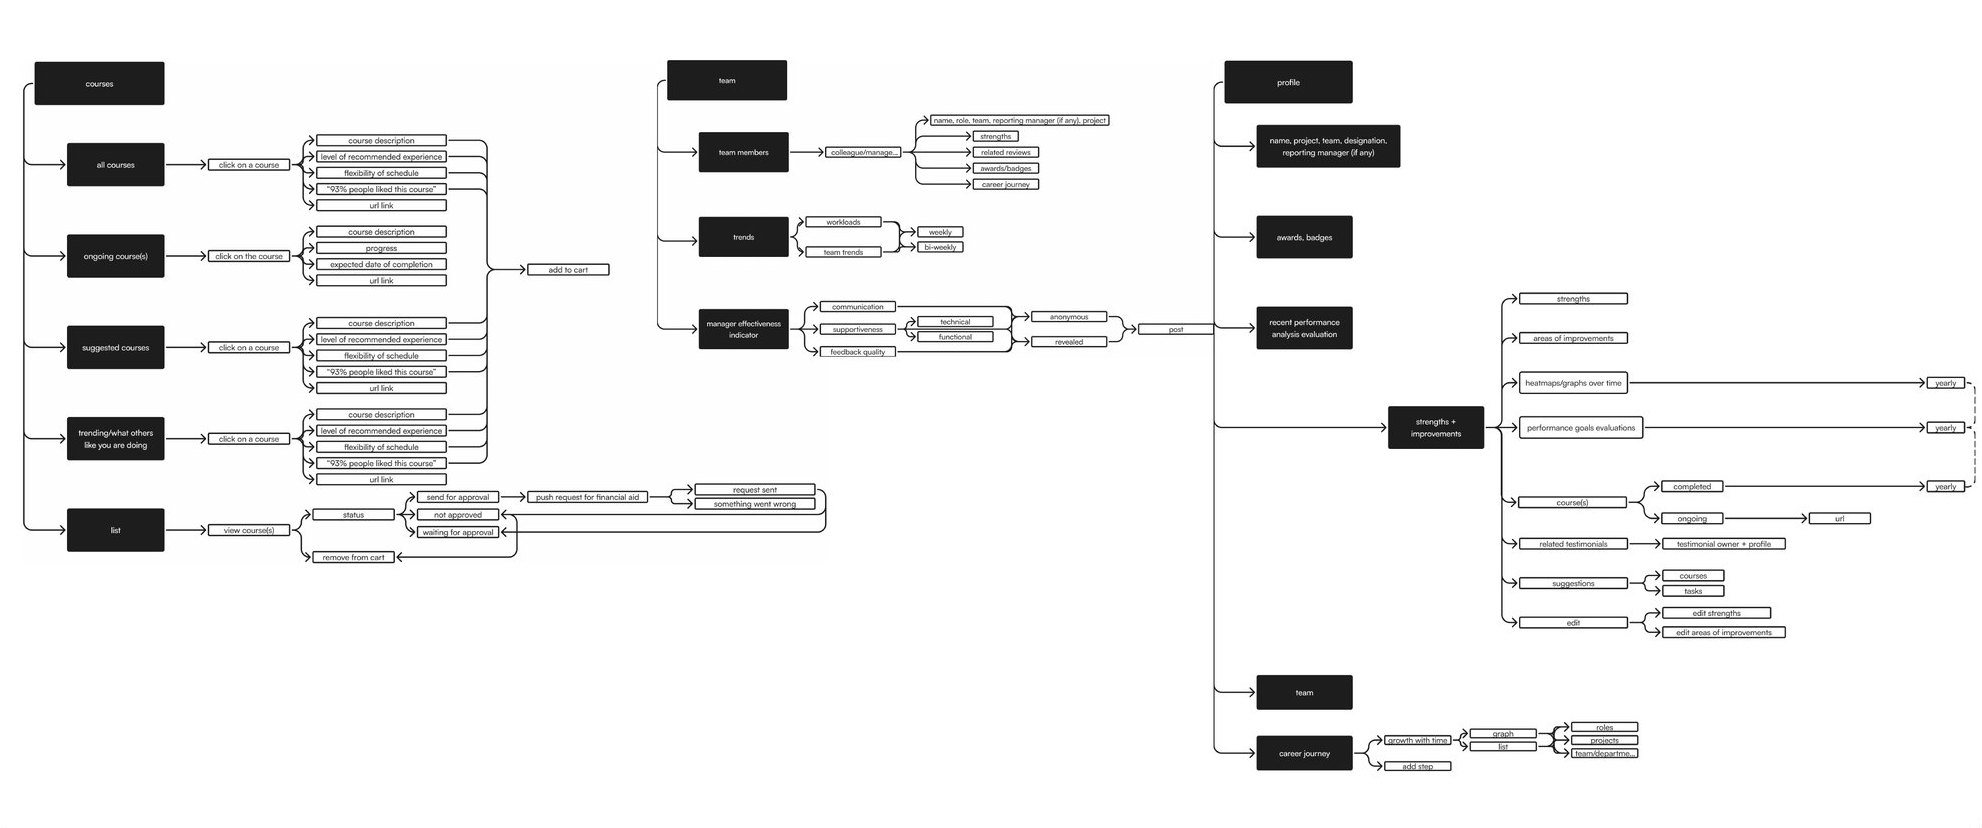 courses
all courses
click on a course
course description
level of recommended experience
flexibility of schedule
“93% people liked this course”
url link
ongoing course(s)
click on the course
course description
progress
expected date of completion
url link
add to cart
suggested courses
click on a course
course description
level of recommended experience
flexibility of schedule
“93% people liked this course”
url link
trending/what others
like you are doing
click on a course
course description
level of recommended experience
flexibility of schedule
“93% people liked this course”
url link
list
view course(s)
status
send for approval
push request for financial aid
request sent
something went wrong
not approved
waiting for approval
remove from cart
team
team members
colleague/manage...
name, role, team, reporting manager (if any), project
strengths
related reviews
awards/badges
career journey
trends
workloads
team trends
weekly
bi-weekly
manager effectiveness
indicator
communication
supportiveness
technical
functional
feedback quality
anonymous
revealed
post
profile
name, project, team, designation,
reporting manager (if any)
awards, badges
recent performance
analysis evaluation
strengths +
improvements
strengths
areas of improvements
heatmaps/graphs over time
yearly
performance goals evaluations
yearly
course(s)
completed
yearly
ongoing
url
related testimonials
testimonial owner + profile
suggestions
courses
tasks
edit
edit strengths
edit areas of improvements
team
career journey
growth with time
graph
list
roles
projects
team/departme...
add step